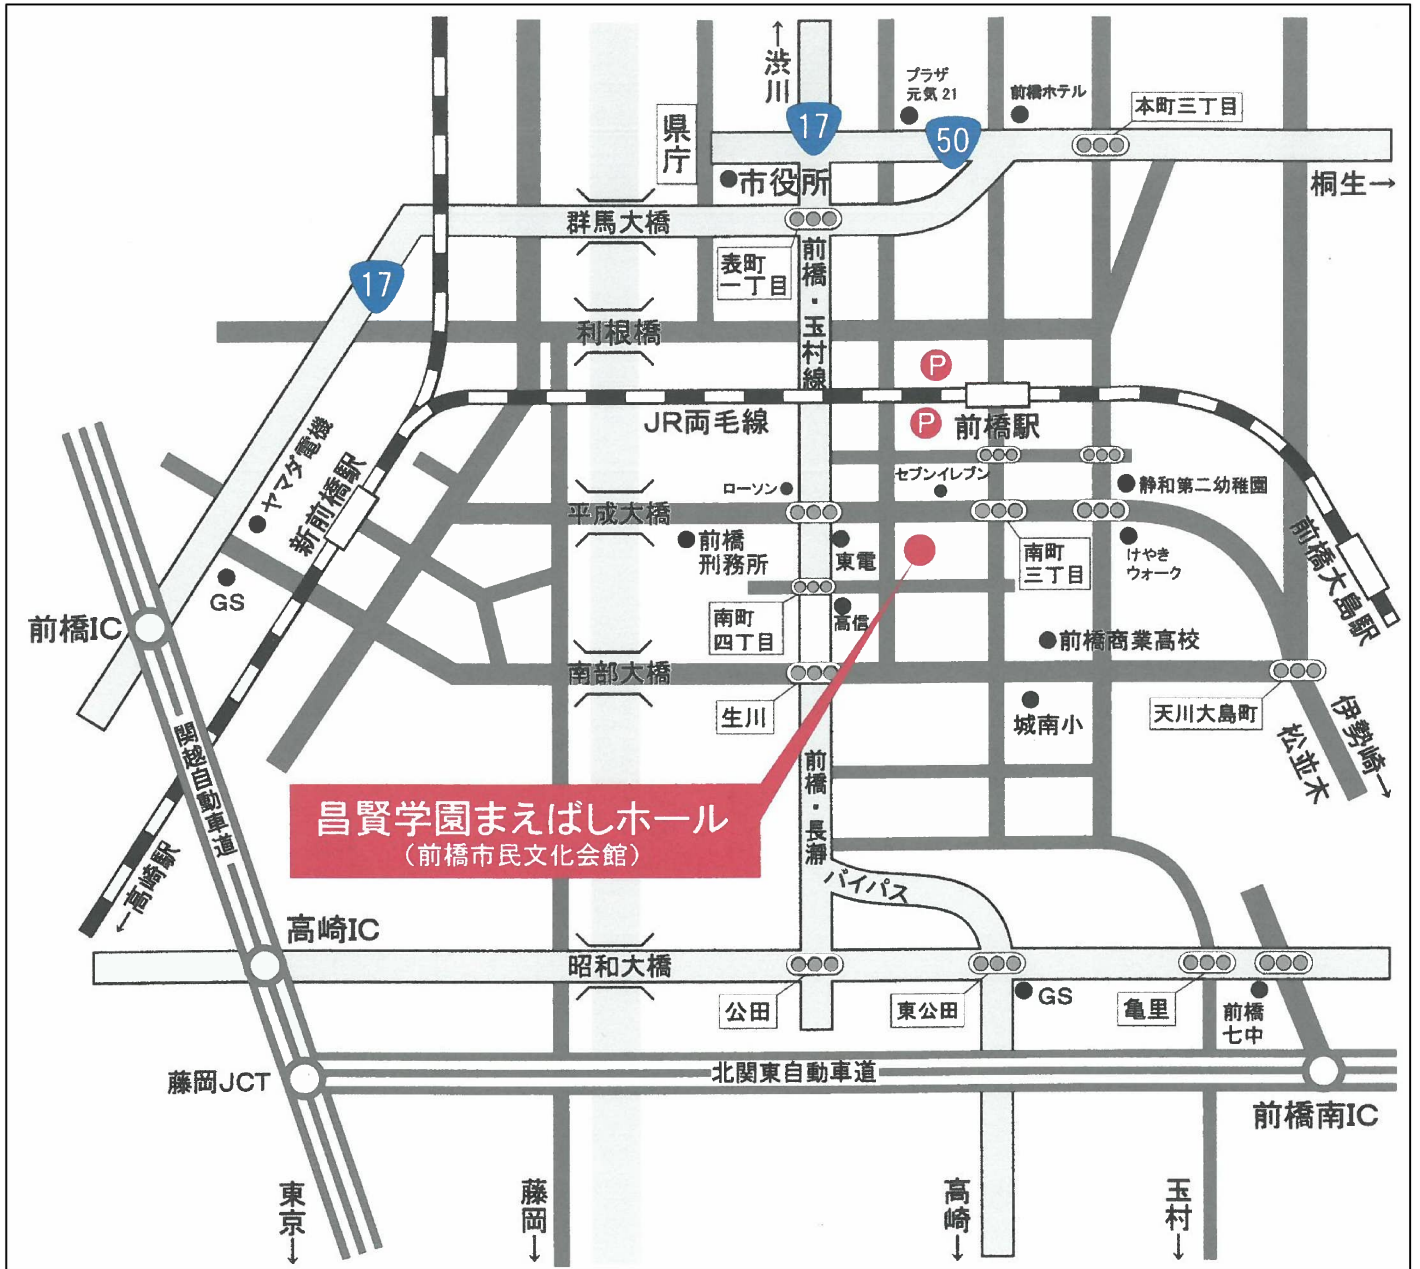 ↑渋川
プラザ
元気21
前橋ホテル
本町三丁目
県庁
17
50
市役所
桐生→
群馬大橋
表町
一丁目
17
前橋・玉村線
利根橋
P
JR両毛線
P
前橋駅
ヤマダ電機
新前橋駅
ローソン
セブンイレブン
静和第二幼稚園
平成大橋
前橋
刑務所
東電
南町
三丁目
けやき
ウォーク
前橋大島駅
GS
前橋IC
南町
四丁目
高信
前橋商業高校
南部大橋
生川
城南小
天川大島町
伊勢崎→
松並木
関越自動車道
前橋・長瀞
バイパス
昌賢学園まえばしホール
(前橋市民文化会館)
←高崎駅
高崎IC
昭和大橋
公田
東公田
GS
亀里
前橋
七中
藤岡JCT
北関東自動車道
前橋南IC
東京→
藤岡→
高崎→
玉村→